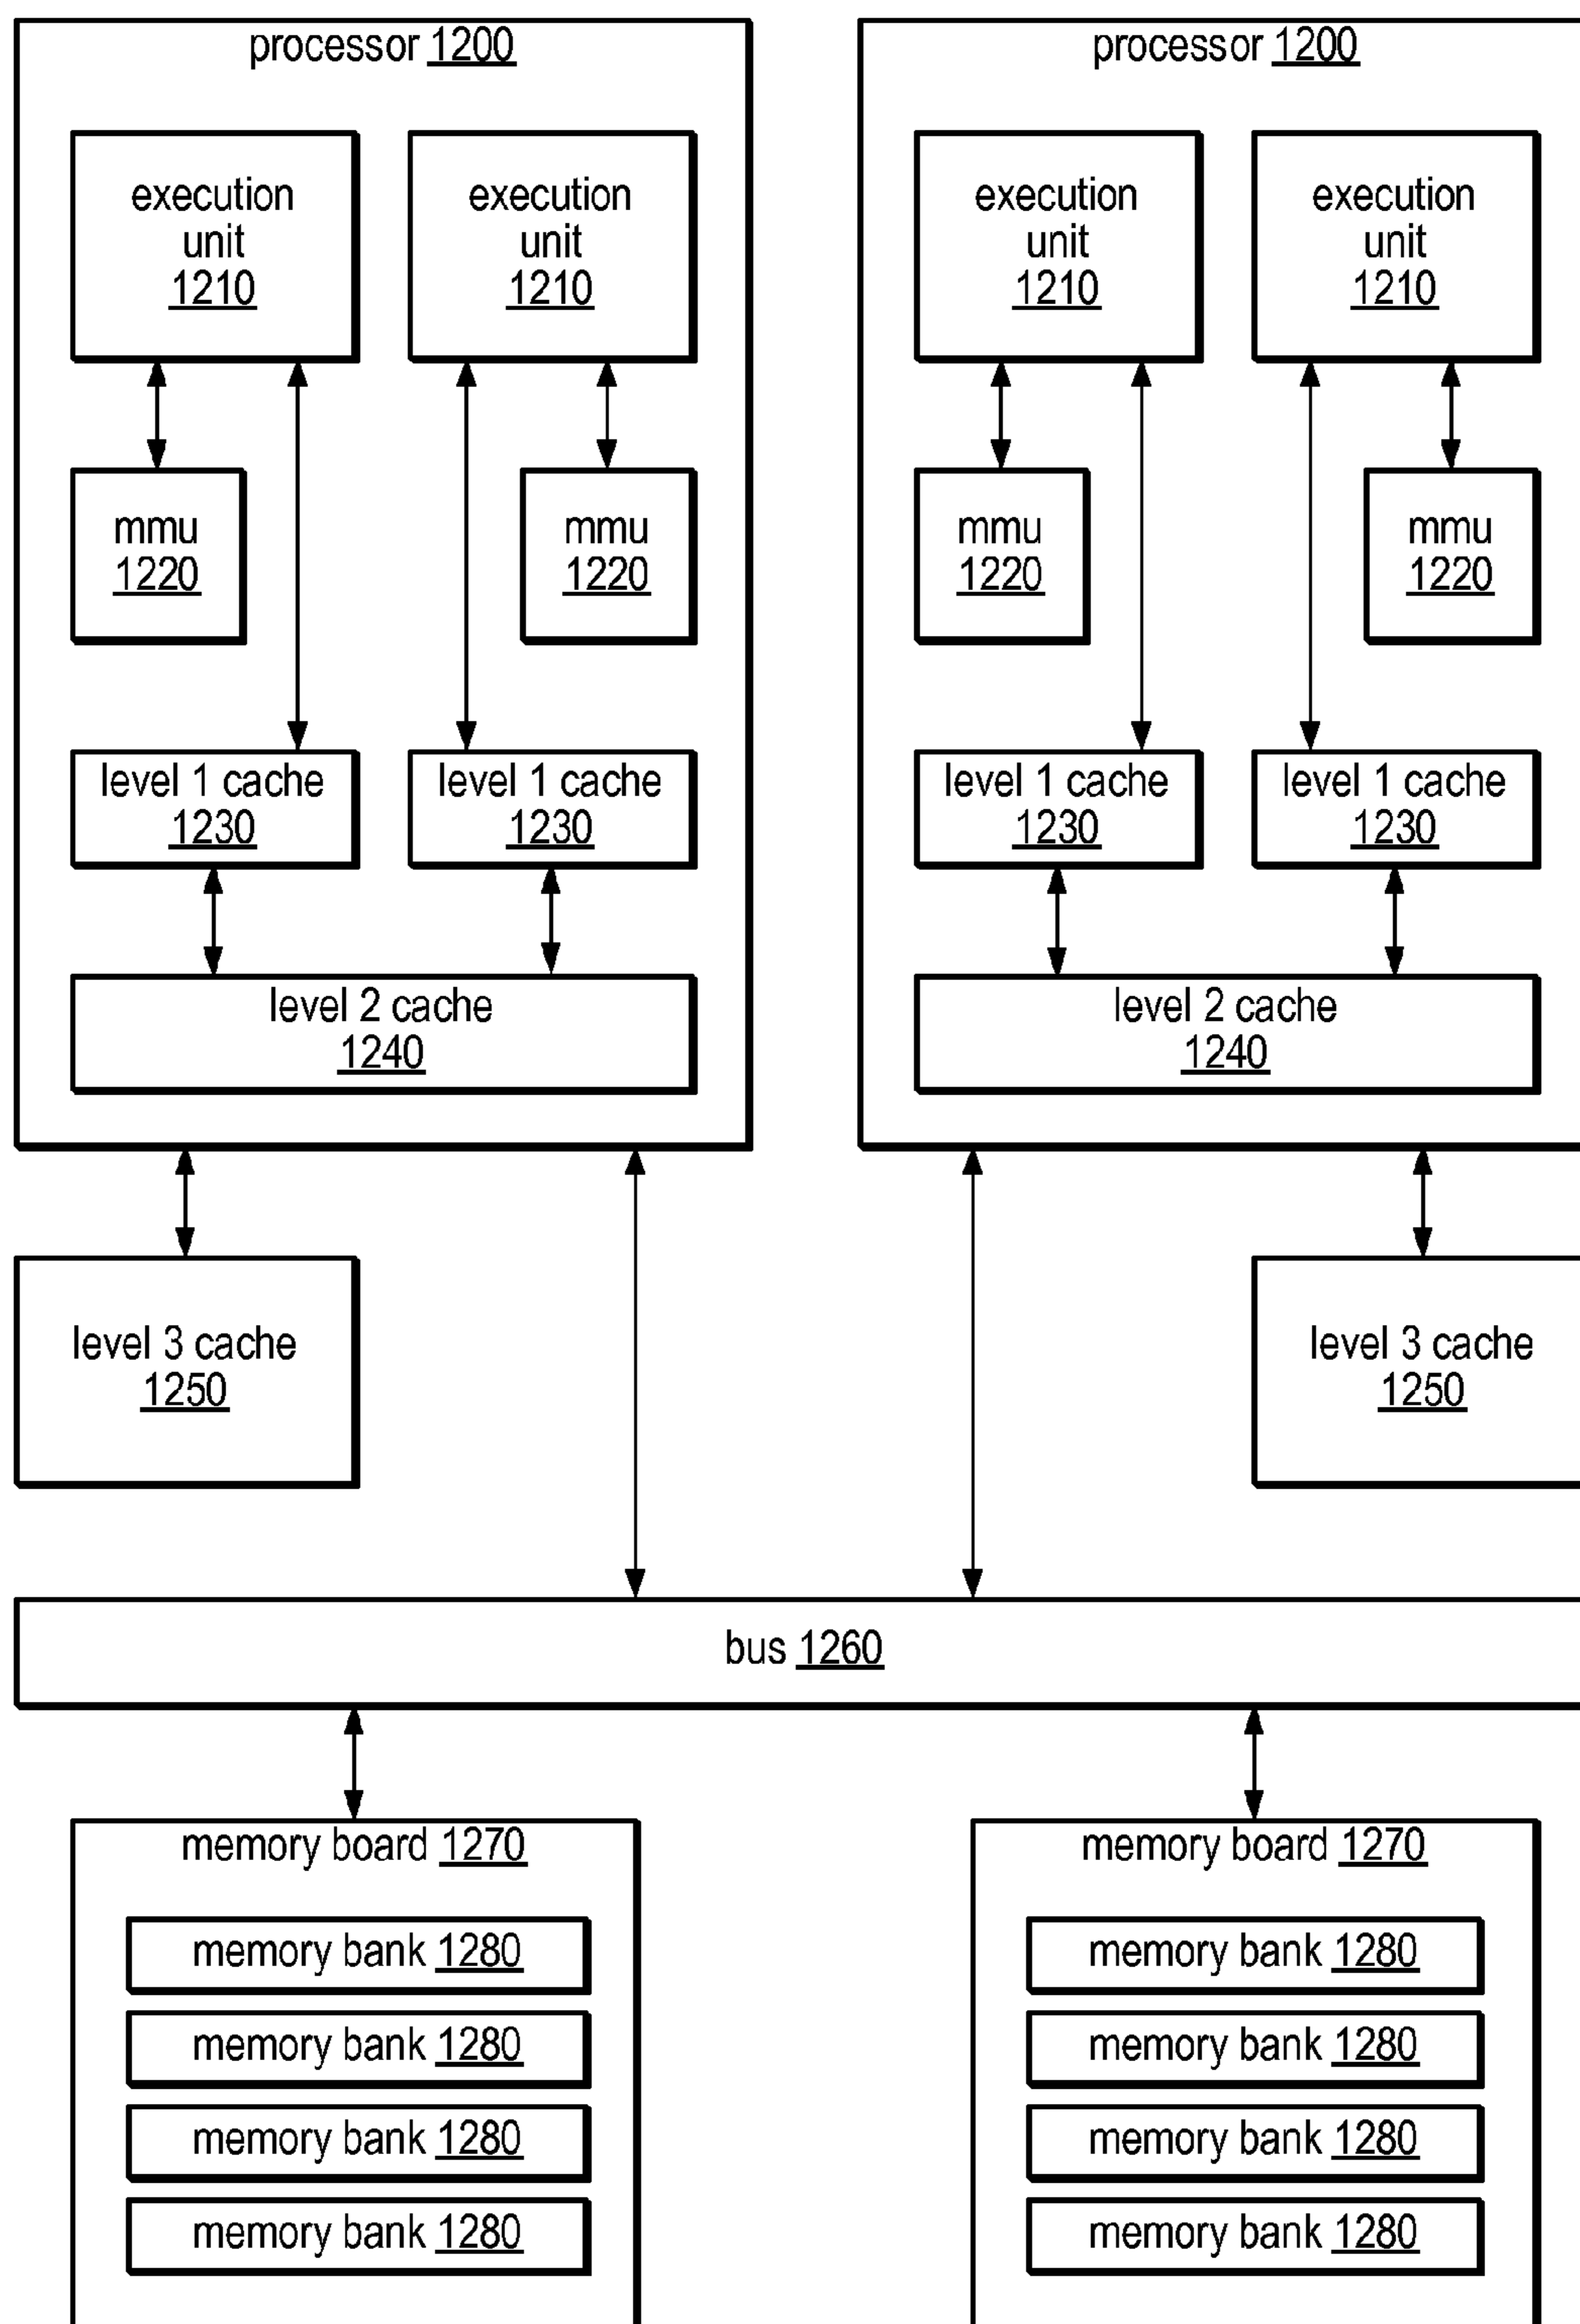 processor 1200
execution
unit
1210
execution
unit
1210
mmu
1220
mmu
1220
level 1 cache
1230
level 1 cache
1230
level 2 cache
1240
processor 1200
execution
unit
1210
execution
unit
1210
mmu
1220
mmu
1220
level 1 cache
1230
level 1 cache
1230
level 2 cache
1240
level 3 cache
1250
level 3 cache
1250
bus 1260
memory board 1270
memory bank 1280
memory bank 1280
memory bank 1280
memory bank 1280
memory board 1270
memory bank 1280
memory bank 1280
memory bank 1280
memory bank 1280